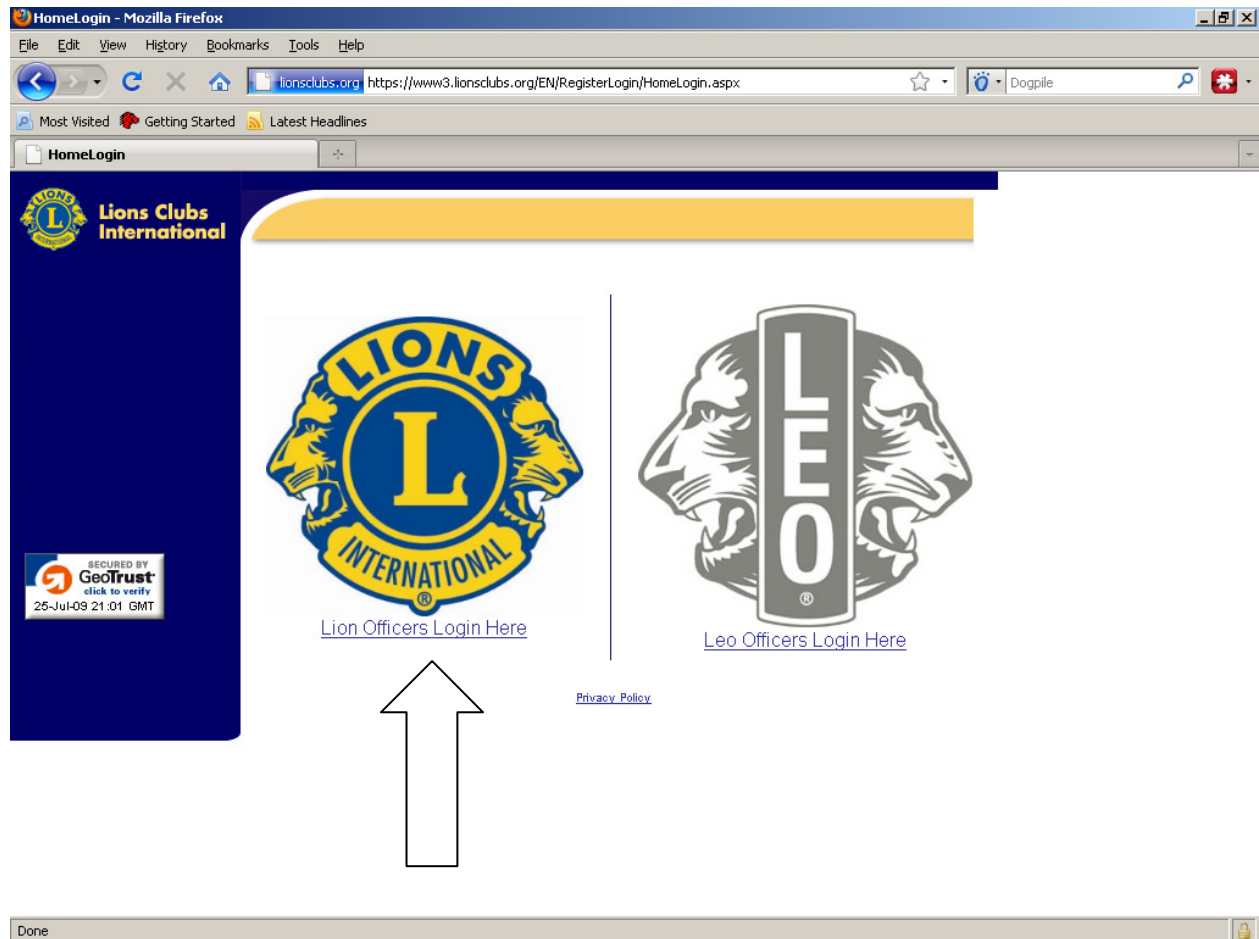 HomeLogin - Mozilla Firefox
File Edit View History Bookmarks Tools Help
lionsclubs.org https://www3.lionsclubs.org/EN/RegisterLogin/HomeLogin.aspx
Dogpile
Most Visited Getting Started Latest Headlines
HomeLogin
LIONS
L
INTERNATIONAL
Lions Clubs
International
LIONS
L
INTERNATIONAL
®
LEO
®
SECURED BY
GeoTrust
click to verify
25-Jul-09 21:01 GMT
Lion Officers Login Here
Leo Officers Login Here
Privacy Policy
Done